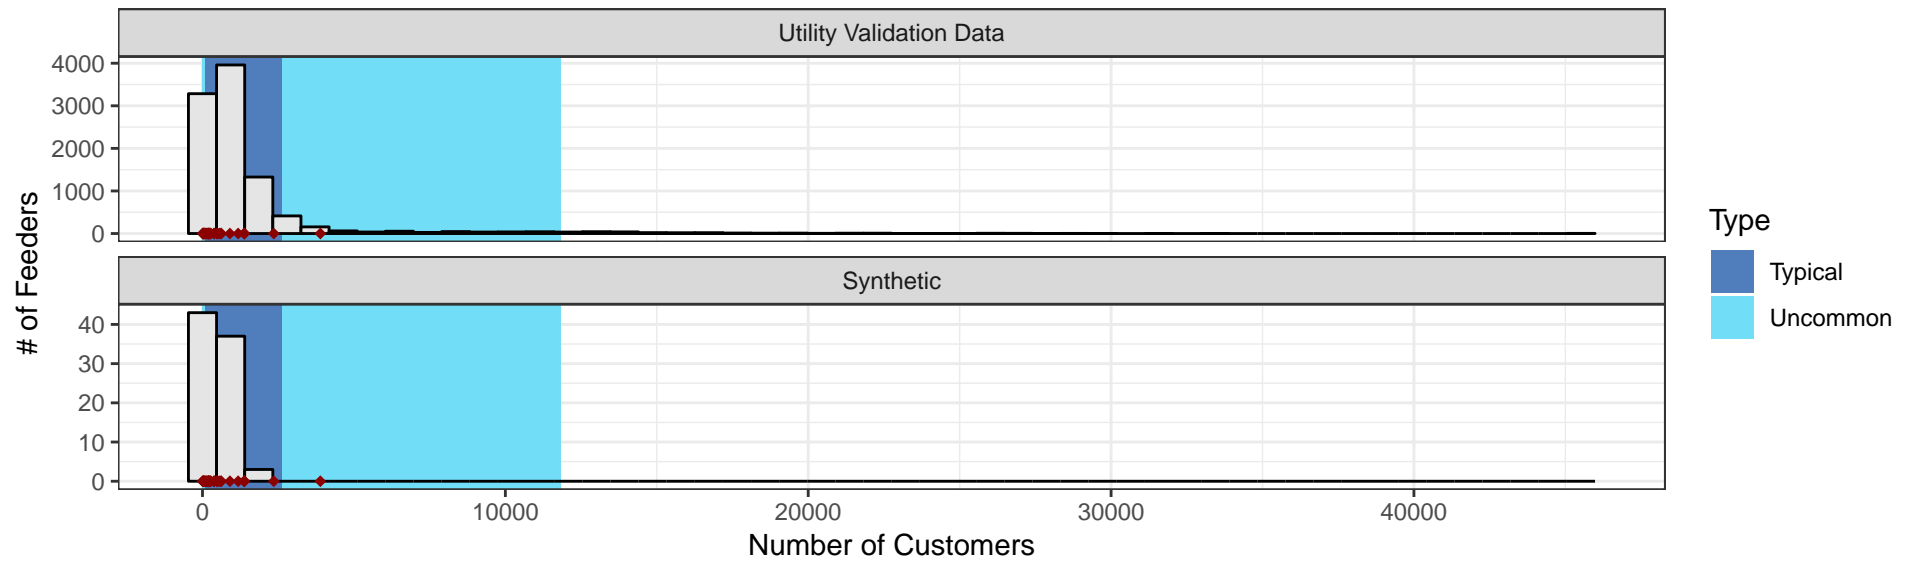 Utility Validation Data
4000
3000
2000
1000
0
Synthetic
40
30
20
10
0
0 10000 20000 30000 40000
Number of Customers
# of Feeders
Type
Typical
Uncommon